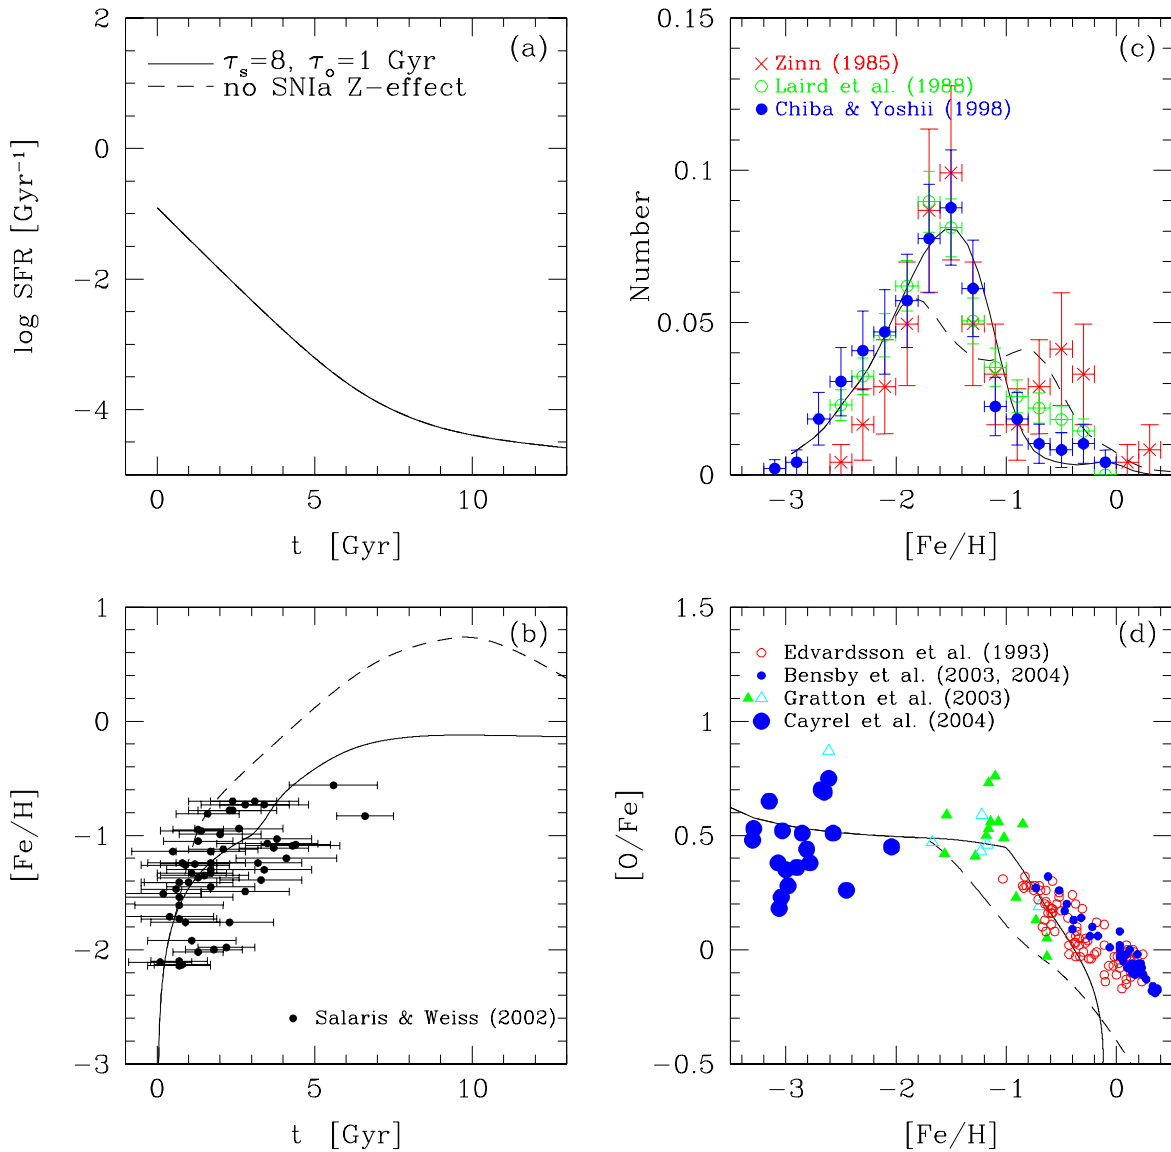 (a)
τs=8, τo=1 Gyr
no SNIa Z-effect
2
0
−2
−4
log SFR [Gyr⁻¹]
0 5 10
t [Gyr]
(c)
Zinn (1985)
Laird et al. (1988)
Chiba & Yoshii (1998)
0.15
0.1
0.05
0
Number
−3 −2 −1 0
[Fe/H]
(b)
1
0
−1
−2
−3
[Fe/H]
Salaris & Weiss (2002)
0 5 10
t [Gyr]
(d)
Edvardsson et al. (1993)
Bensby et al. (2003, 2004)
Gratton et al. (2003)
Cayrel et al. (2004)
1.5
1
0.5
0
−0.5
[O/Fe]
−3 −2 −1 0
[Fe/H]